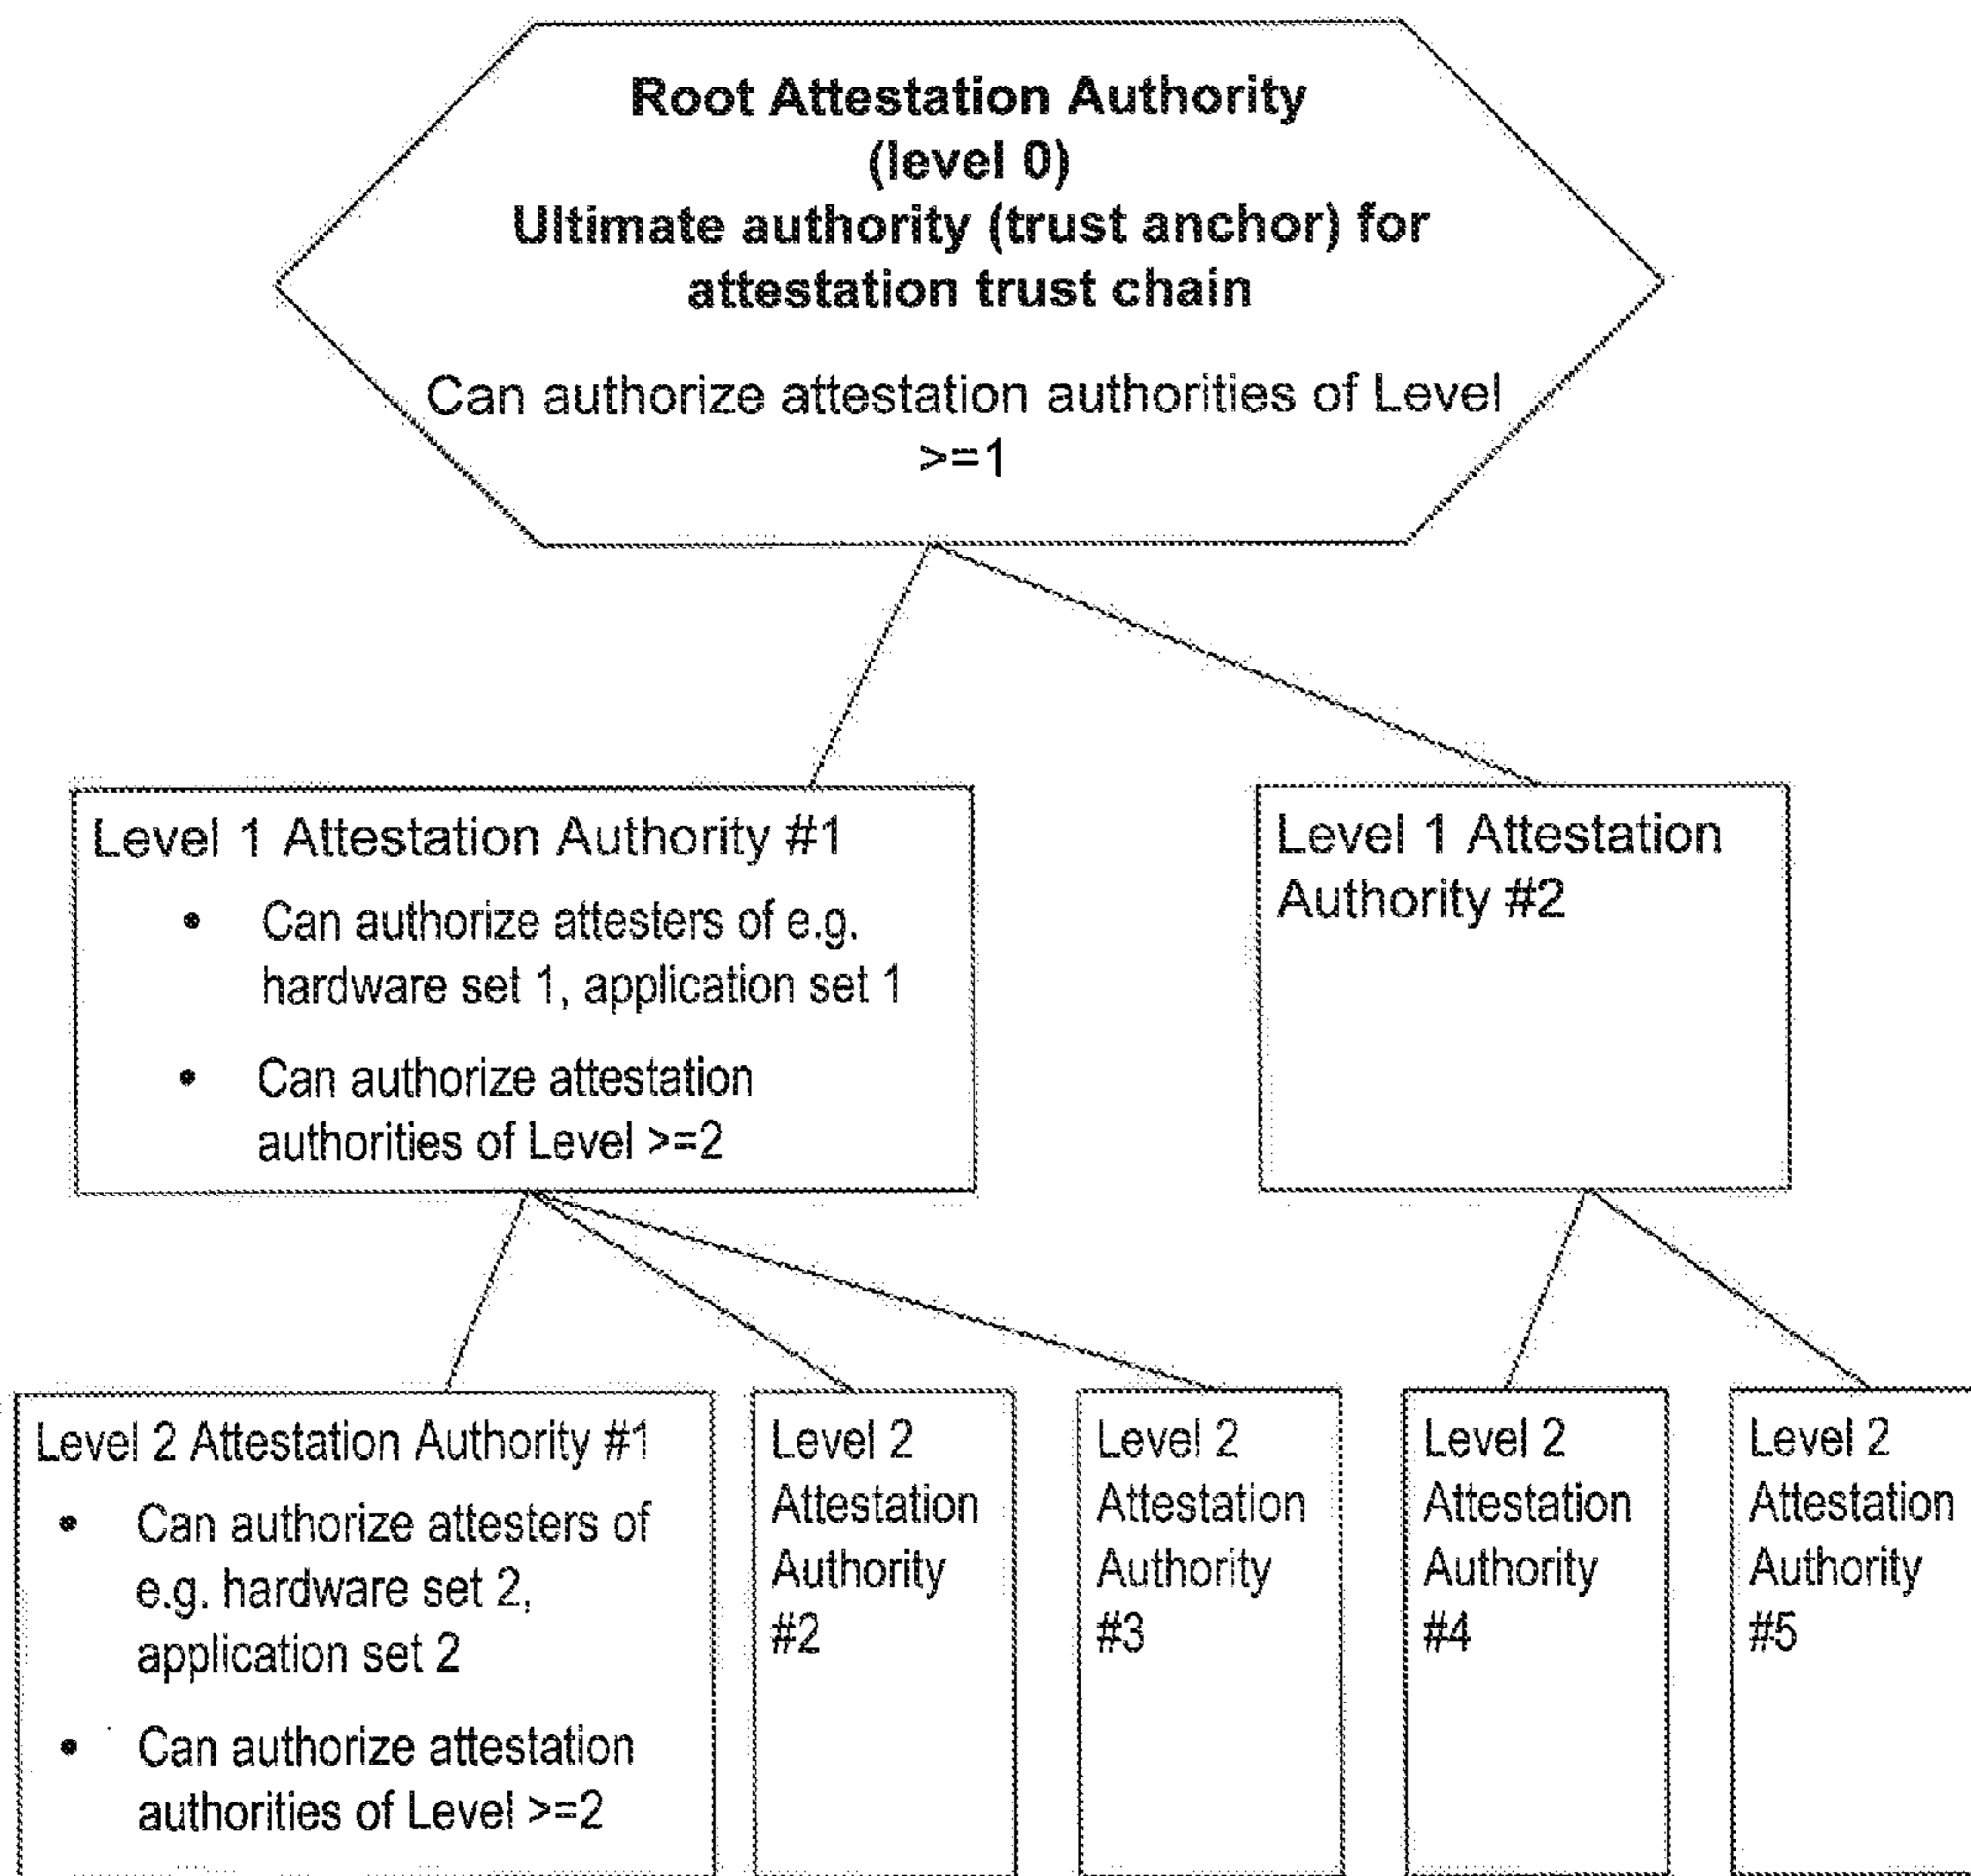 Root Attestation Authority
(level 0)
Ultimate authority (trust anchor) for
attestation trust chain
Can authorize attestation authorities of Level
>=1
Level 1 Attestation Authority #1
• Can authorize attesters of e.g.
hardware set 1, application set 1
• Can authorize attestation
authorities of Level >=2
Level 1 Attestation
Authority #2
Level 2 Attestation Authority #1
• Can authorize attesters of
e.g. hardware set 2,
application set 2
• Can authorize attestation
authorities of Level >=2
Level 2
Attestation
Authority
#2
Level 2
Attestation
Authority
#3
Level 2
Attestation
Authority
#4
Level 2
Attestation
Authority
#5